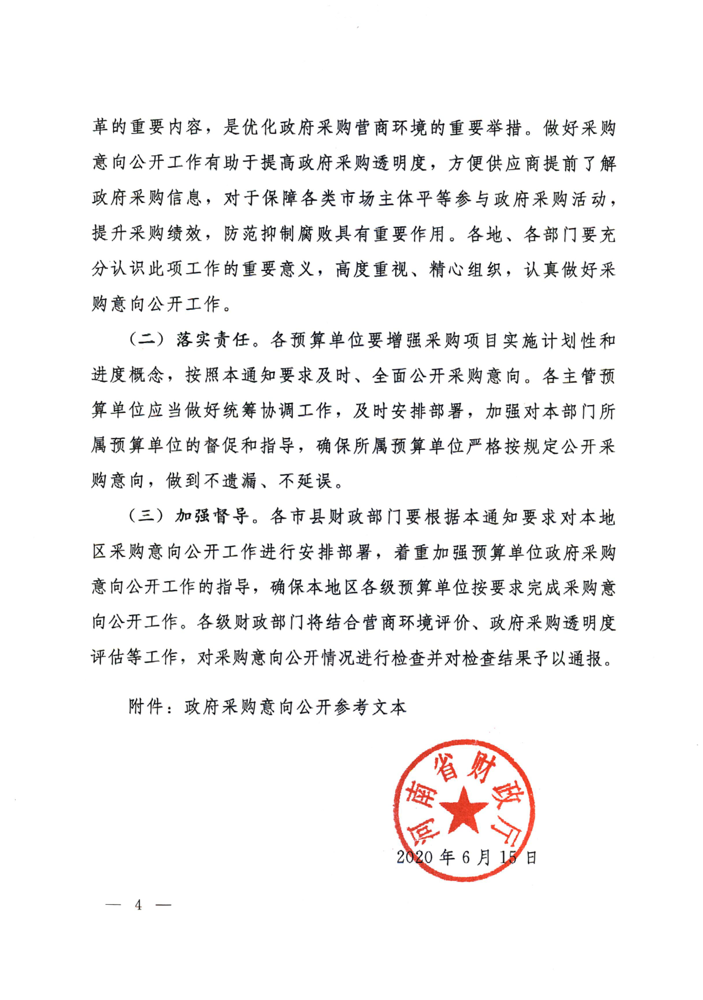 革的重要内容，是优化政府采购营商环境的重要举措。做好采购
意向公开工作有助于提高政府采购透明度，方便供应商提前了解
政府采购信息，对于保障各类市场主体平等参与政府采购活动，
提升采购绩效，防范抑制腐败具有重要作用。各地、各部门要充
分认识此项工作的重要意义，高度重视、精心组织，认真做好采
购意向公开工作。
（二）落实责任。各预算单位要增强采购项目实施计划性和
进度概念，按照本通知要求及时、全面公开采购意向。各主管预
算单位应当做好统筹协调工作，及时安排部署，加强对本部门所
属预算单位的督促和指导，确保所属预算单位严格按规定公开采
购意向，做到不遗漏、不延误。
（三）加强督导。各市县财政部门要根据本通知要求对本地
区采购意向公开工作进行安排部署，着重加强预算单位政府采购
意向公开工作的指导，确保本地区各级预算单位按要求完成采购意
向公开工作。各级财政部门将结合营商环境评价、政府采购透明度
评估等工作，对采购意向公开情况进行检查并对检查结果予以通报。
附件：政府采购意向公开参考文本
河南省财政厅
2020 年 6 月 15 日
— 4 —